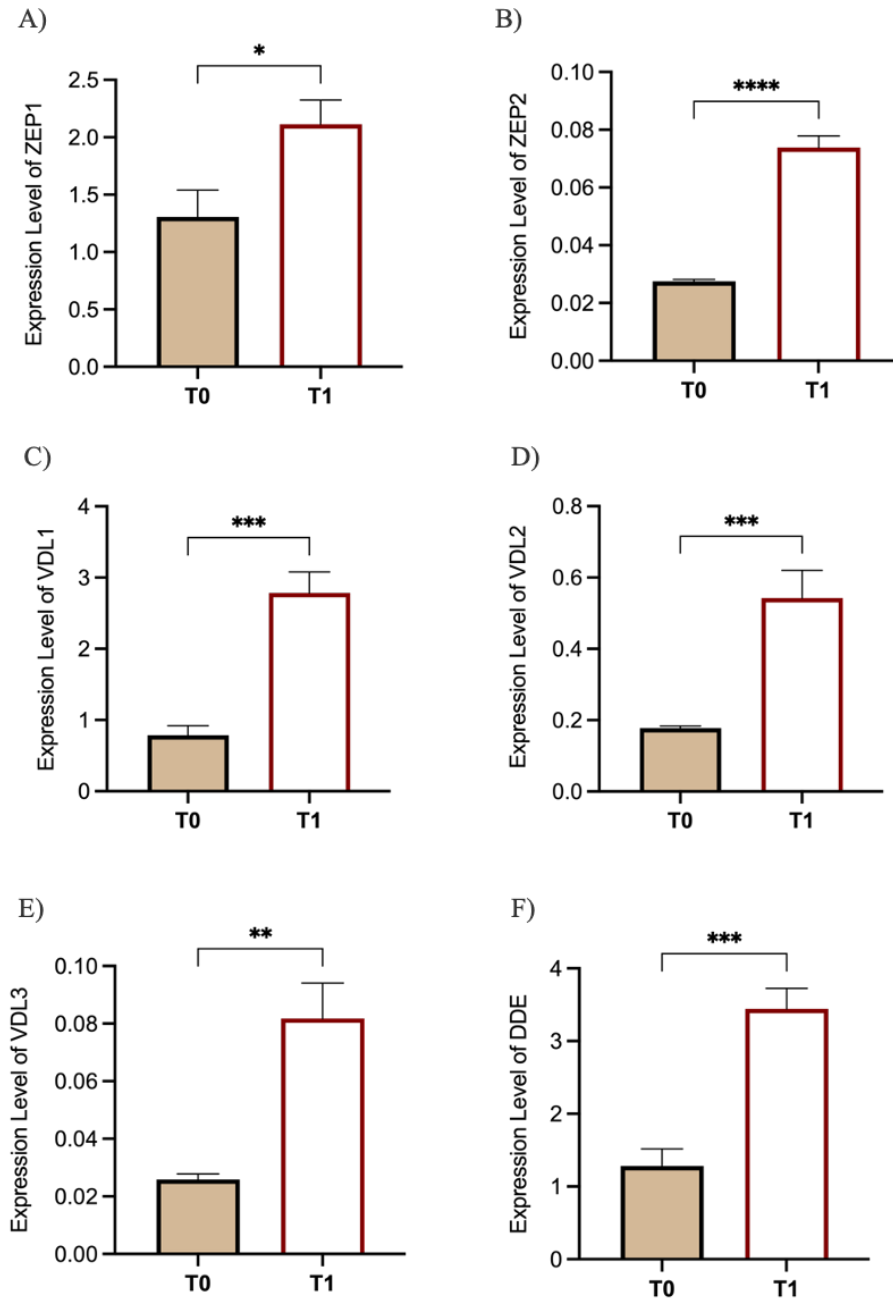 A)
Expression Level of ZEP1
*
2.5
2.0
1.5
1.0
0.5
0.0
T0 T1
B)
Expression Level of ZEP2
****
0.10
0.08
0.06
0.04
0.02
0.00
T0 T1
C)
Expression Level of VDL1
***
4
3
2
1
0
T0 T1
D)
Expression Level of VDL2
***
0.8
0.6
0.4
0.2
0.0
T0 T1
E)
Expression Level of VDL3
**
0.10
0.08
0.06
0.04
0.02
0.00
T0 T1
F)
Expression Level of DDE
***
4
3
2
1
0
T0 T1